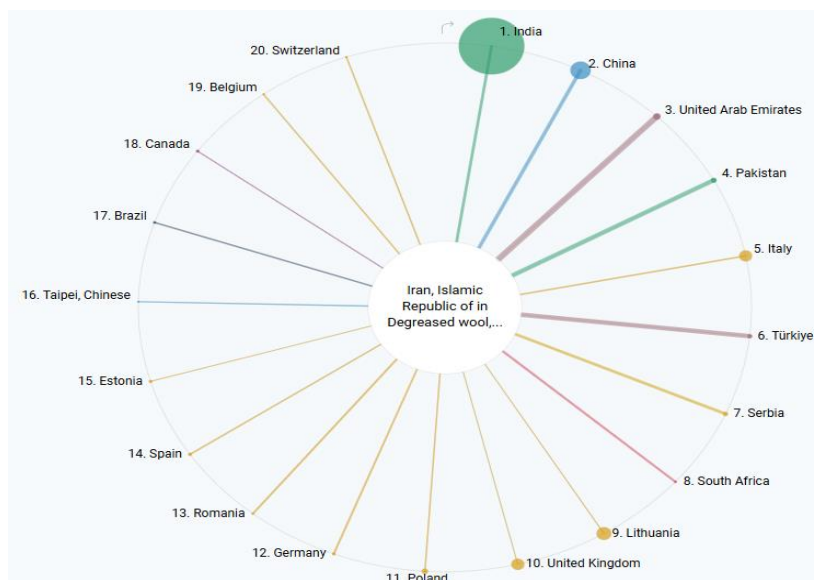 1. India
2. China
3. United Arab Emirates
4. Pakistan
5. Italy
6. Türkiye
7. Serbia
8. South Africa
9. Lithuania
10. United Kingdom
11. Poland
12. Germany
13. Romania
14. Spain
15. Estonia
16. Taipei, Chinese
17. Brazil
18. Canada
19. Belgium
20. Switzerland
Iran, Islamic
Republic of in
Degreased wool,...